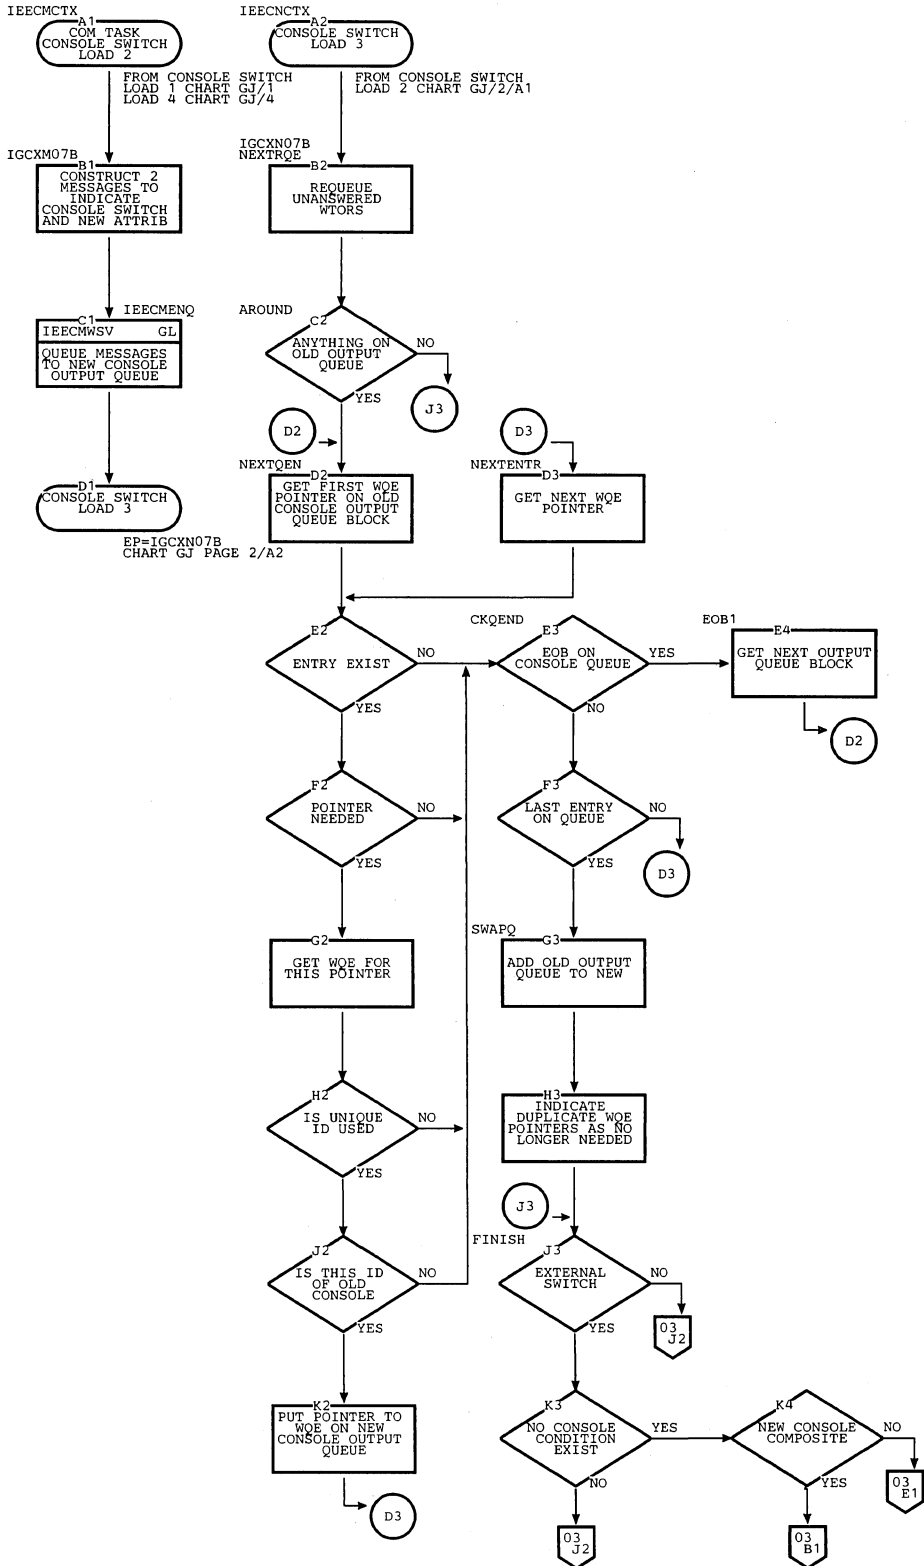 IEECMCTX
A1
COM TASK
CONSOLE SWITCH
LOAD 2
FROM CONSOLE SWITCH
LOAD 1 CHART GJ/1
LOAD 4 CHART GJ/4
IGCXM07B
B1
CONSTRUCT 2
MESSAGES TO
INDICATE
CONSOLE SWITCH
AND NEW ATTRIB
IEECMENQ
C1
IEECMWSV GL
QUEUE MESSAGES
TO NEW CONSOLE
OUTPUT QUEUE
D1
CONSOLE SWITCH
LOAD 3
EP=IGCXN07B
CHART GJ PAGE 2/A2
IEECNCTX
A2
CONSOLE SWITCH
LOAD 3
FROM CONSOLE SWITCH
LOAD 2 CHART GJ/2/A1
IGCXN07B
NEXTRQE
B2
REQUEUE
UNANSWERED
WTORS
AROUND
C2
ANYTHING ON
OLD OUTPUT
QUEUE
NO
J3
YES
D2
NEXTQEN
D2
GET FIRST WQE
POINTER ON OLD
CONSOLE OUTPUT
QUEUE BLOCK
D3
NEXTENTR
D3
GET NEXT WQE
POINTER
E2
ENTRY EXIST
NO
YES
CKQEND
E3
EOB ON
CONSOLE QUEUE
YES
NO
EOB1
E4
GET NEXT OUTPUT
QUEUE BLOCK
D2
F2
POINTER
NEEDED
NO
YES
F3
LAST ENTRY
ON QUEUE
NO
D3
YES
G2
GET WQE FOR
THIS POINTER
SWAPQ
G3
ADD OLD OUTPUT
QUEUE TO NEW
H2
IS UNIQUE
ID USED
NO
YES
H3
INDICATE
DUPLICATE WQE
POINTERS AS NO
LONGER NEEDED
J3
FINISH
J2
IS THIS ID
OF OLD
CONSOLE
NO
YES
J3
EXTERNAL
SWITCH
NO
03
J2
YES
K2
PUT POINTER TO
WQE ON NEW
CONSOLE OUTPUT
QUEUE
D3
K3
NO CONSOLE
CONDITION
EXIST
YES
NO
03
J2
K4
NEW CONSOLE
COMPOSITE
NO
03
E1
YES
03
B1